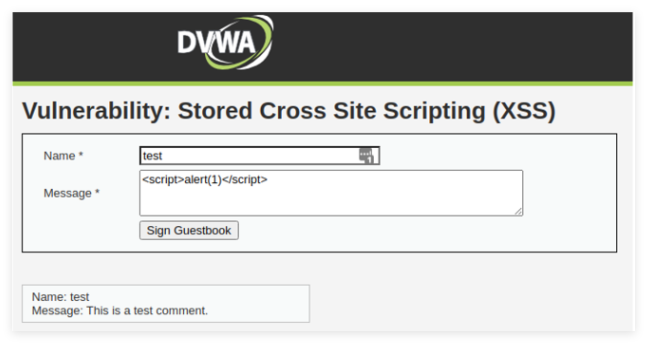 DVWA
Vulnerability: Stored Cross Site Scripting (XSS)
Name * test
Message * <script>alert(1)</script>
Sign Guestbook
Name: test
Message: This is a test comment.